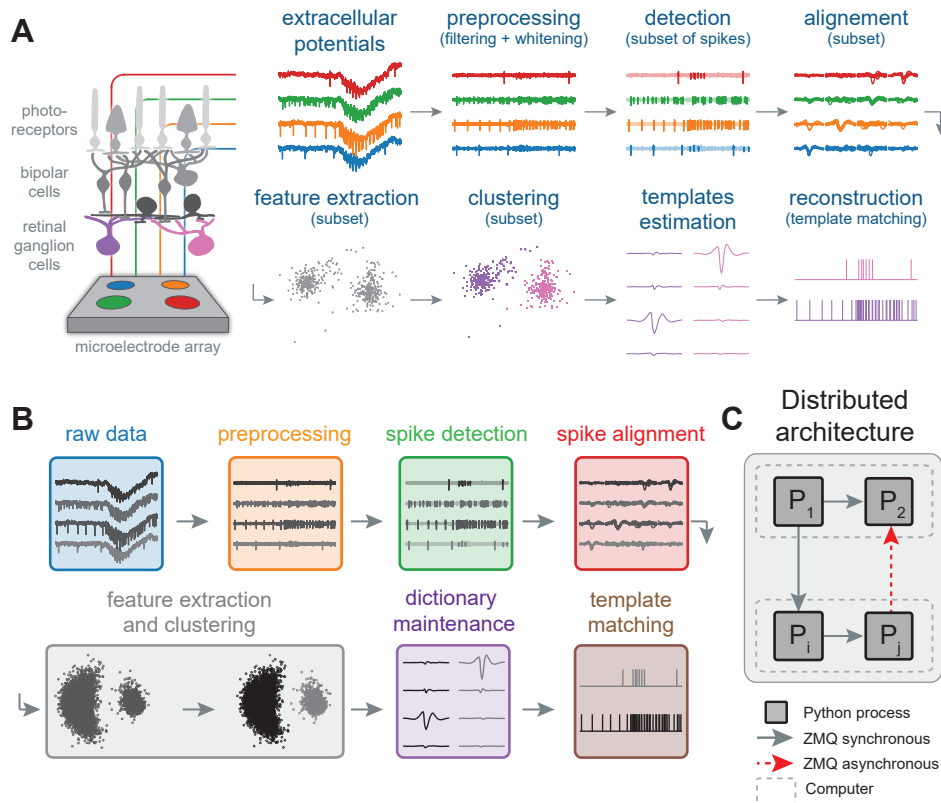 A
extracellular
potentials
preprocessing
(filtering + whitening)
detection
(subset of spikes)
alignement
(subset)
photo-
receptors
bipolar
cells
retinal
ganglion
cells
microelectrode array
feature extraction
(subset)
clustering
(subset)
templates
estimation
reconstruction
(template matching)
B
raw data
preprocessing
spike detection
spike alignment
feature extraction
and clustering
dictionary
maintenance
template
matching
C
Distributed
architecture
P1
P2
Pi
Pj
Python process
ZMQ synchronous
ZMQ asynchronous
Computer